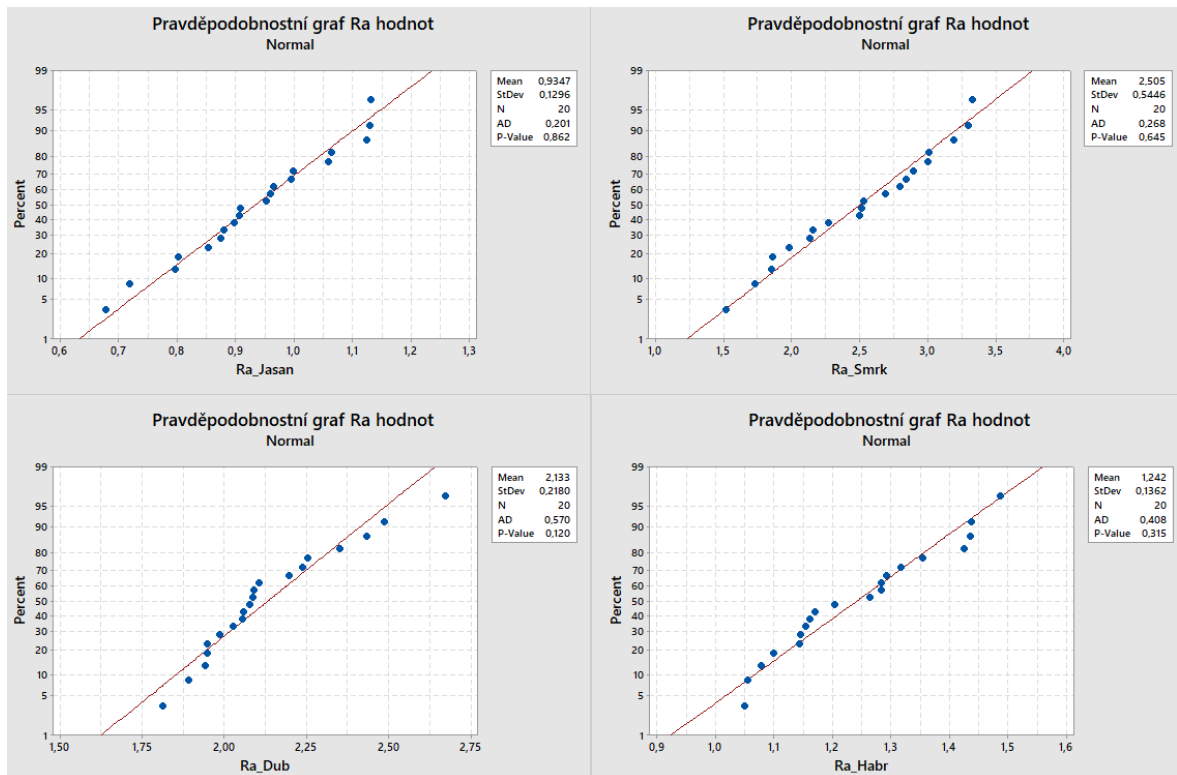 Pravděpodobnostní graf Ra hodnot
Normal
99
95
90
80
70
60
50
40
30
20
10
5
1
Percent
0,6 0,7 0,8 0,9 1,0 1,1 1,2 1,3
Ra_Jasan
Mean 0,9347
StDev 0,1296
N 20
AD 0,201
P-Value 0,862
Pravděpodobnostní graf Ra hodnot
Normal
99
95
90
80
70
60
50
40
30
20
10
5
1
Percent
1,0 1,5 2,0 2,5 3,0 3,5 4,0
Ra_Smrk
Mean 2,505
StDev 0,5446
N 20
AD 0,268
P-Value 0,645
Pravděpodobnostní graf Ra hodnot
Normal
99
95
90
80
70
60
50
40
30
20
10
5
1
Percent
1,50 1,75 2,00 2,25 2,50 2,75
Ra_Dub
Mean 2,133
StDev 0,2180
N 20
AD 0,570
P-Value 0,120
Pravděpodobnostní graf Ra hodnot
Normal
99
95
90
80
70
60
50
40
30
20
10
5
1
Percent
0,9 1,0 1,1 1,2 1,3 1,4 1,5 1,6
Ra_Habr
Mean 1,242
StDev 0,1362
N 20
AD 0,408
P-Value 0,315